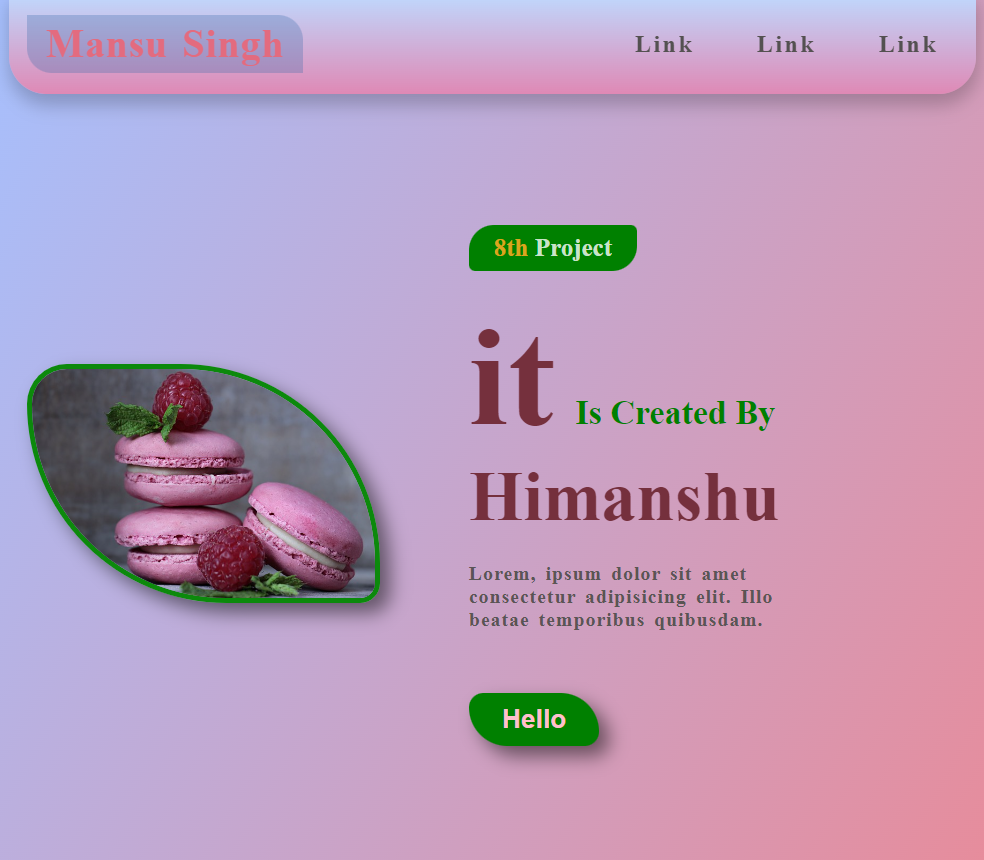 Mansu Singh
Link Link Link
8th Project
it Is Created By
Himanshu
Lorem, ipsum dolor sit amet
consectetur adipisicing elit. Illo
beatae temporibus quibusdam.
Hello